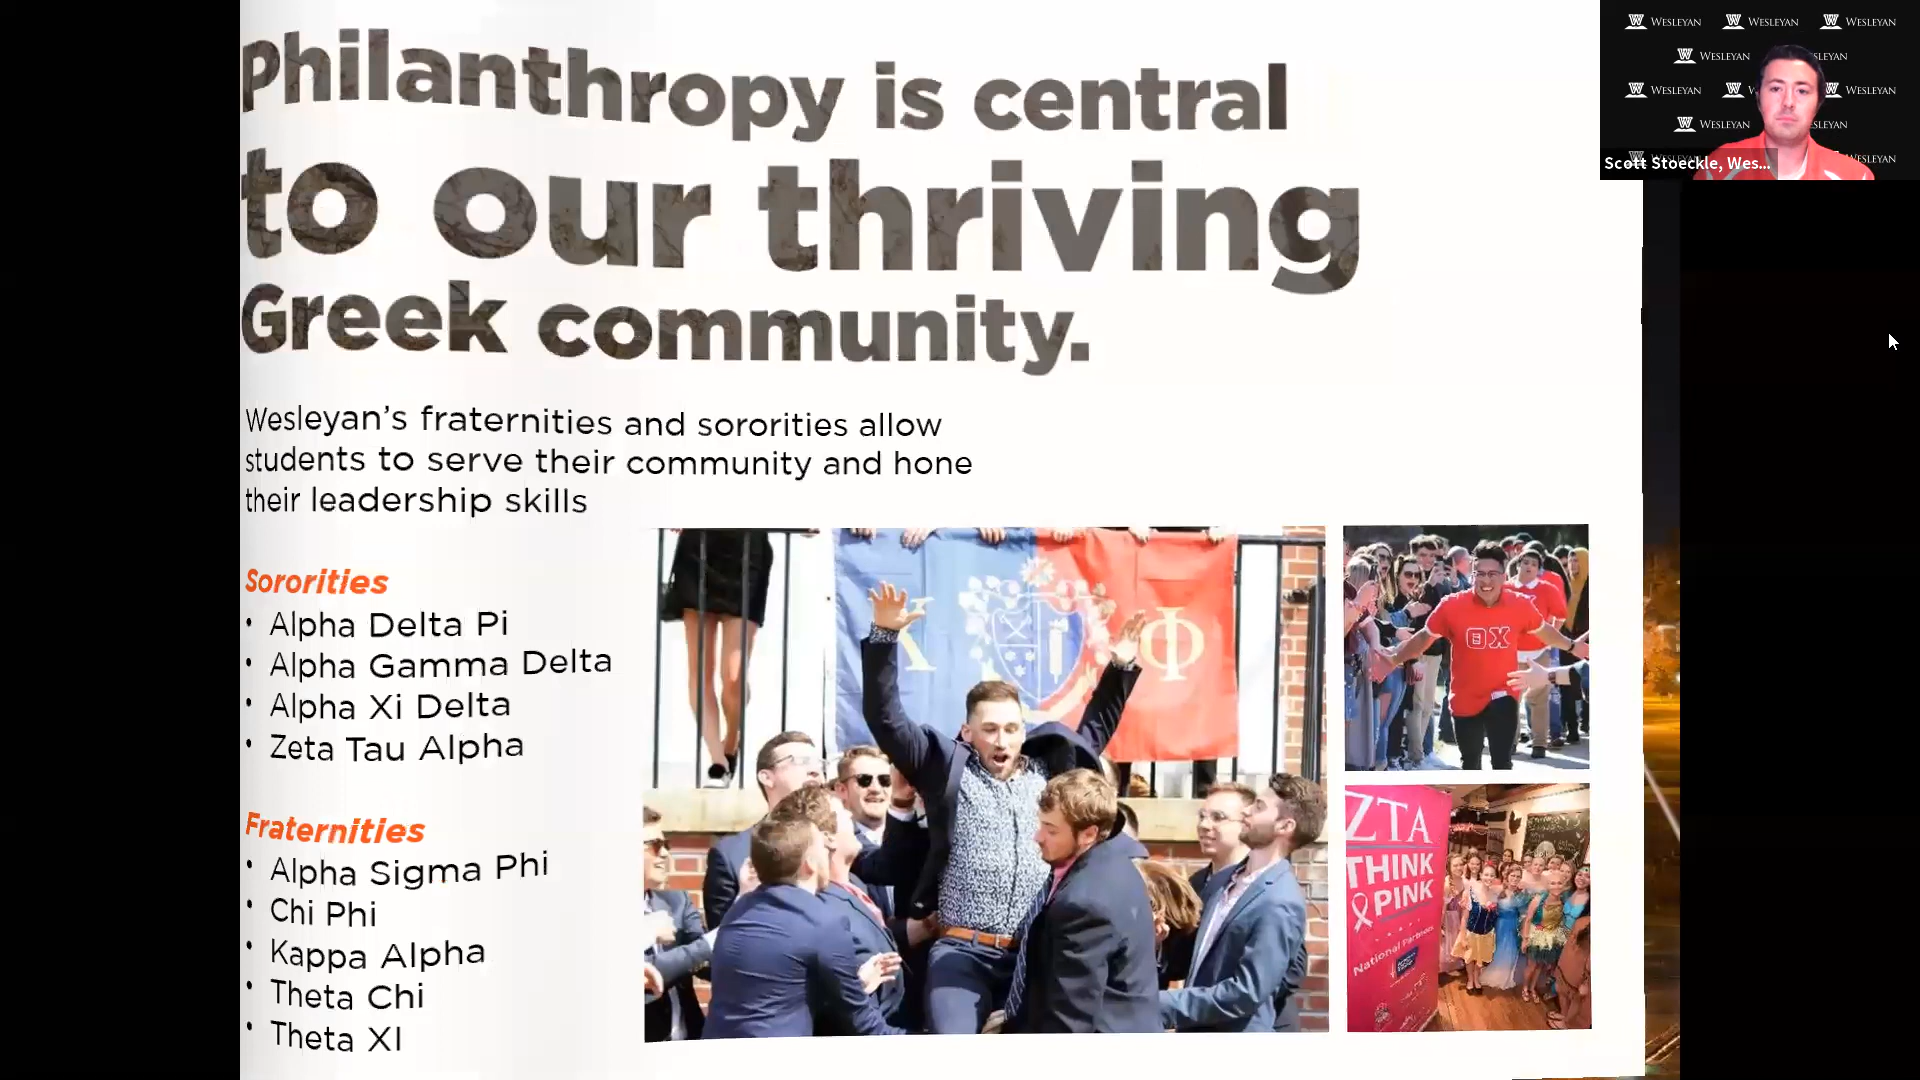 Philanthropy is central
to our thriving
Greek community.
Wesleyan's fraternities and sororities allow
students to serve their community and hone
their leadership skills
Sororities
• Alpha Delta Pi
• Alpha Gamma Delta
• Alpha Xi Delta
• Zeta Tau Alpha
Fraternities
• Alpha Sigma Phi
• Chi Phi
• Kappa Alpha
• Theta Chi
• Theta XI
Χ Φ
ΘΧ
ZTA
THINK
PINK
National Partners
WESLEYAN WESLEYAN WESLEYAN
WESLEYAN
WESLEYAN WESLEYAN
WESLEYAN
Scott Stoeckle, Wes...